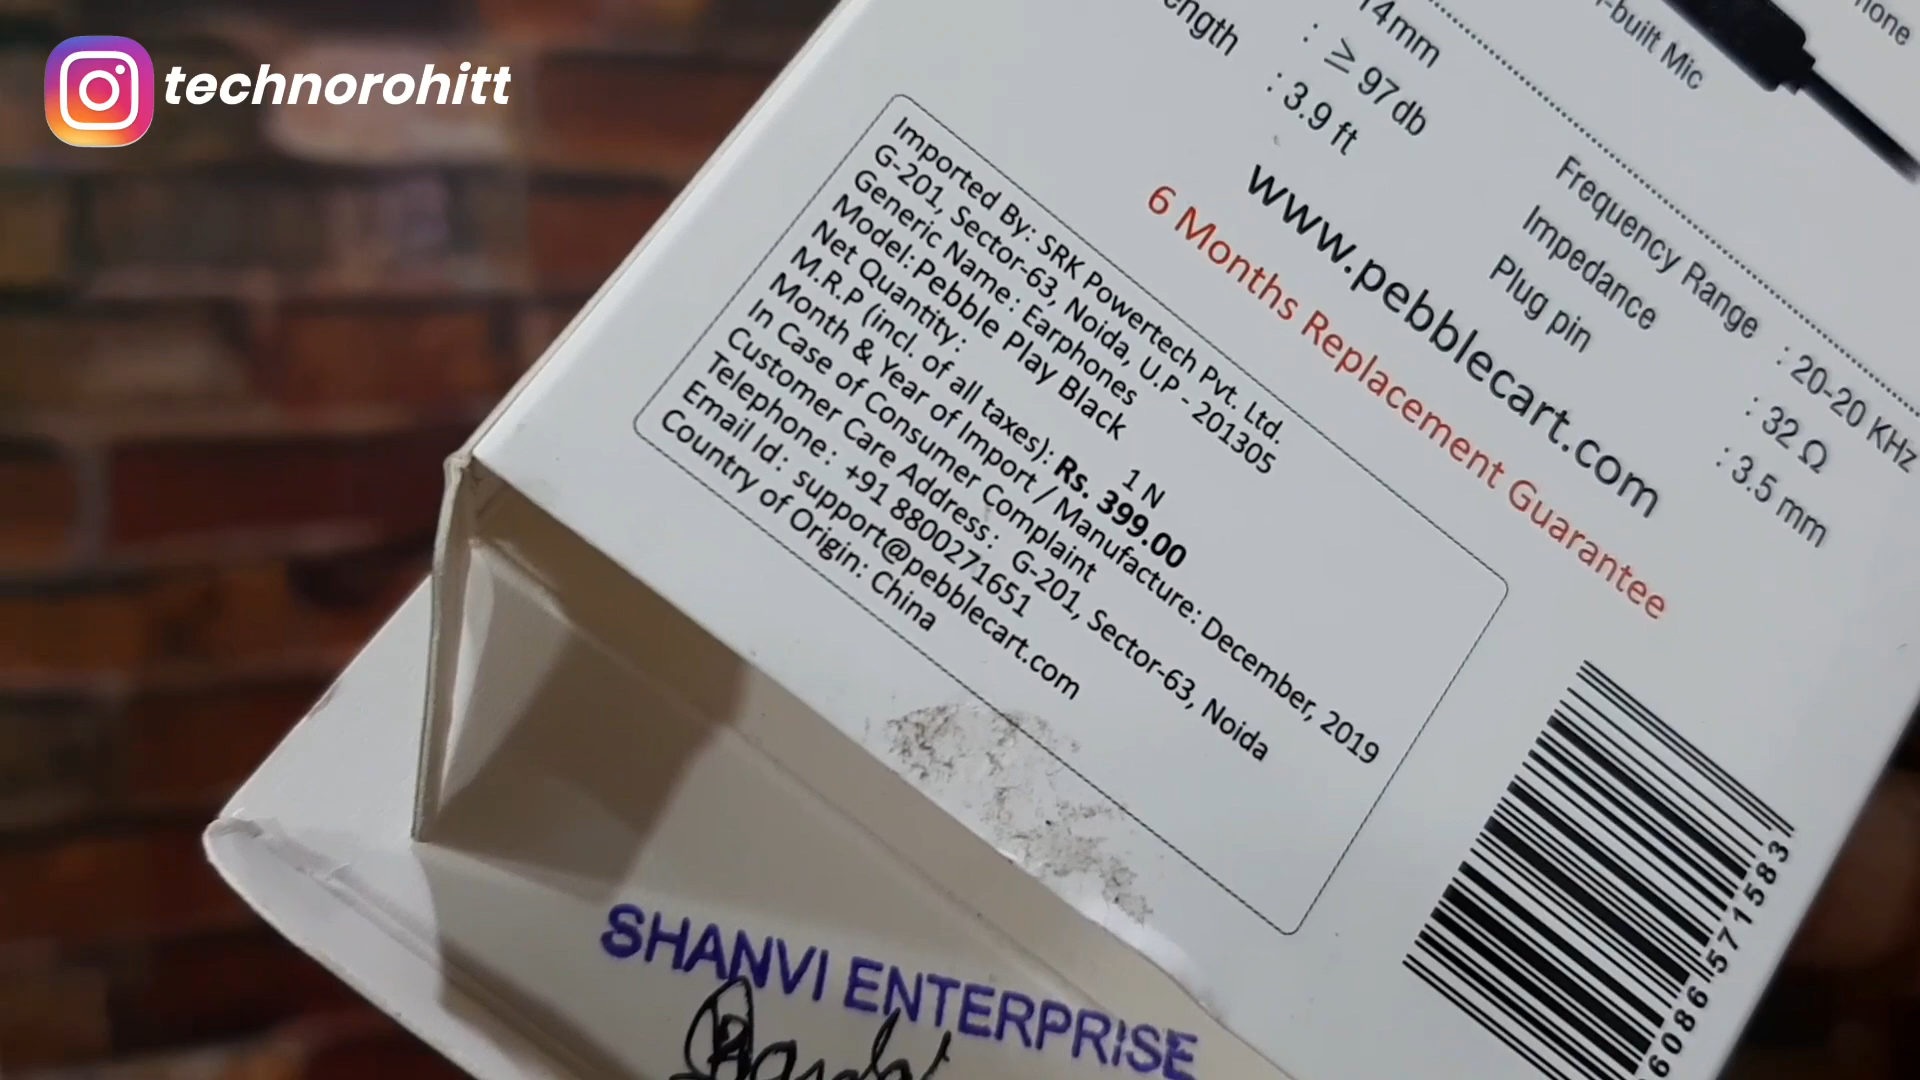 technorohitt
-built Mic
14mm
: ≥ 97db
: 3.9 ft
Frequency Range : 20-20 KHz
Impedance : 32 Ω
Plug pin : 3.5 mm
www.pebblecart.com
6 Months Replacement Guarantee
Imported By: SRK Powertech Pvt. Ltd.
G-201, Sector-63, Noida, U.P - 201305
Generic Name: Earphones
Model: Pebble Play Black
Net Quantity: 1 N
M.R.P (incl. of all taxes): Rs. 399.00
Month & Year of Import / Manufacture: December, 2019
In Case of Consumer Complaint
Customer Care Address: G-201, Sector-63, Noida
Telephone: +91 8800271651
Email Id: support@pebblecart.com
Country of Origin: China
6086 571583
SHANVI ENTERPRISE